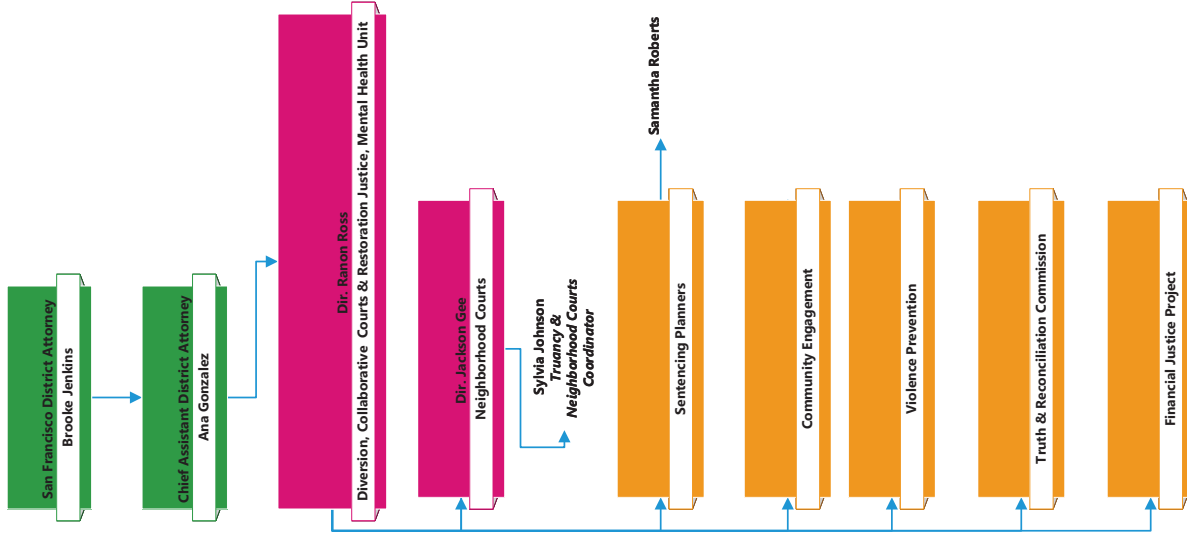 San Francisco District Attorney
Brooke Jenkins
Chief Assistant District Attorney
Ana Gonzalez
Dir. Ranon Ross
Diversion, Collaborative Courts & Restoration Justice, Mental Health Unit
Dir. Jackson Gee
Neighborhood Courts
Sylvia Johnson
Truancy &
Neighborhood Courts
Coordinator
Sentencing Planners
Samantha Roberts
Community Engagement
Violence Prevention
Truth & Reconciliation Commission
Financial Justice Project